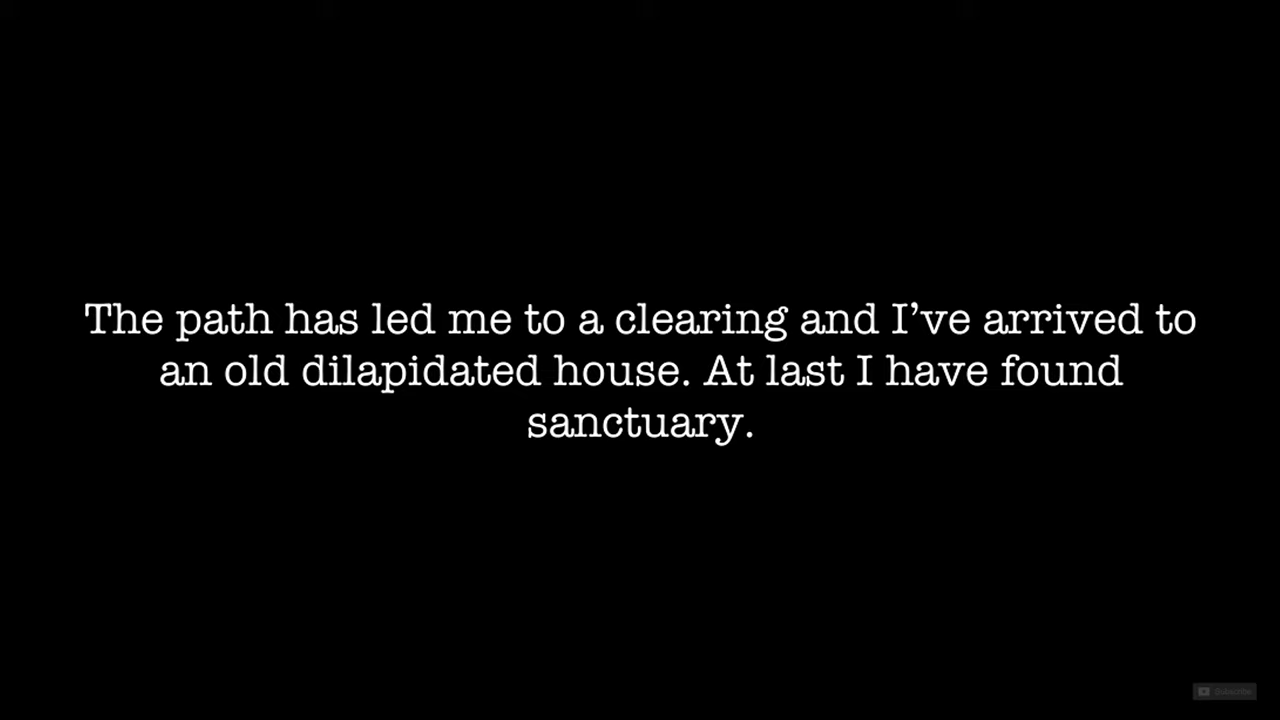 The path has led me to a clearing and I’ve arrived to
an old dilapidated house. At last I have found
sanctuary.
Subscribe